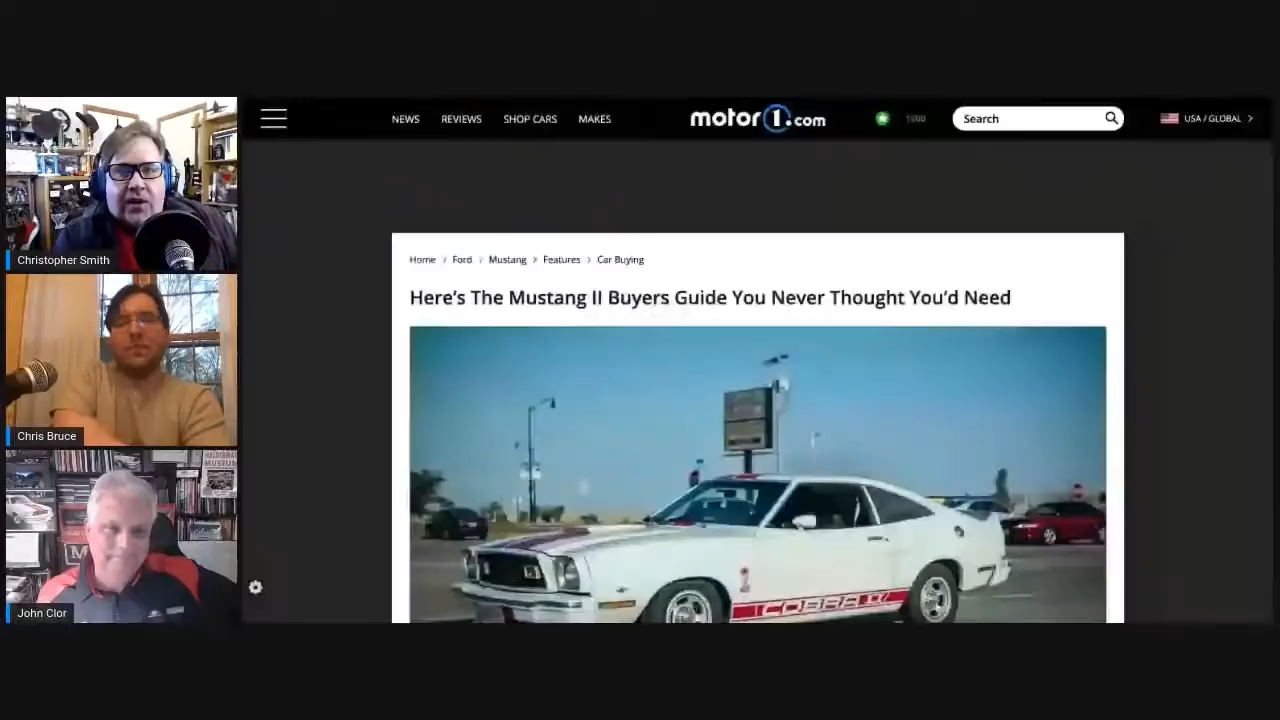 NEWS
REVIEWS
SHOP CARS
MAKES
motor1.com
Search
USA / GLOBAL
Home › Ford › Mustang › Features › Car Buying
Here's The Mustang II Buyers Guide You Never Thought You'd Need
COBRA II
Christopher Smith
Chris Bruce
MUSEUM
John Clor